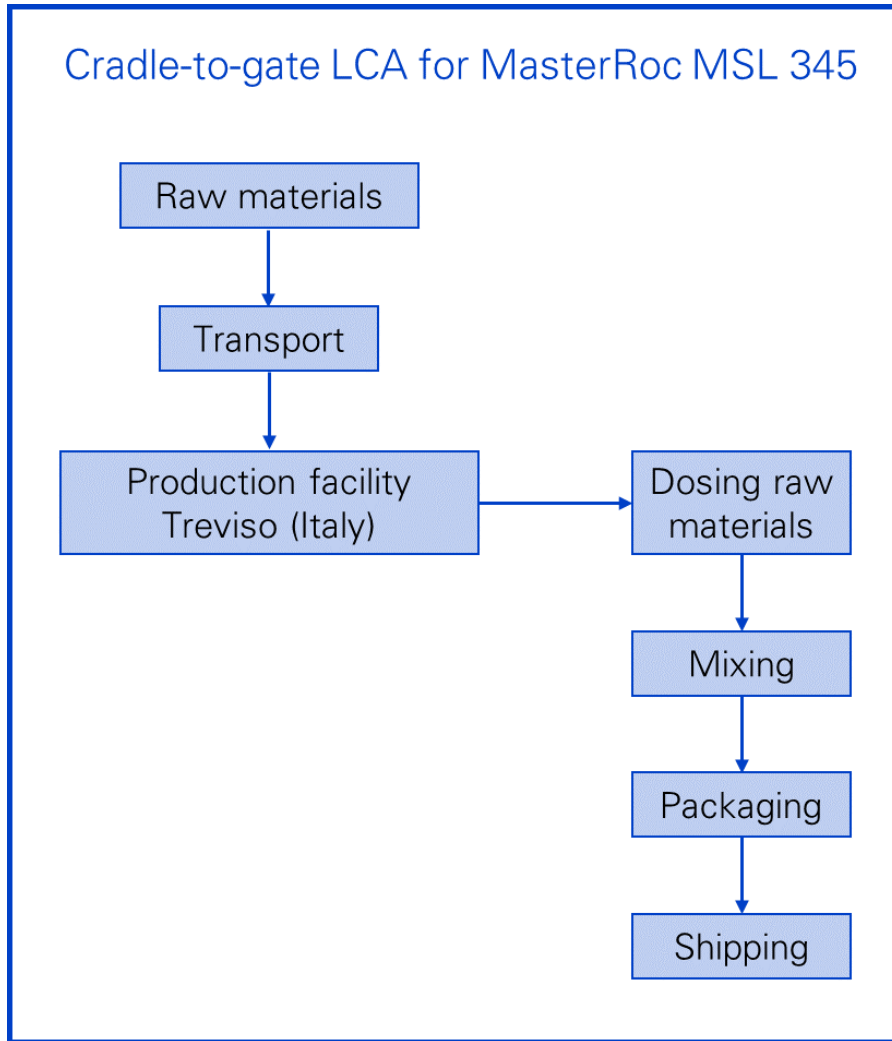 Cradle-to-gate LCA for MasterRoc MSL 345
Raw materials
Transport
Production facility
Treviso (Italy)
Dosing raw
materials
Mixing
Packaging
Shipping